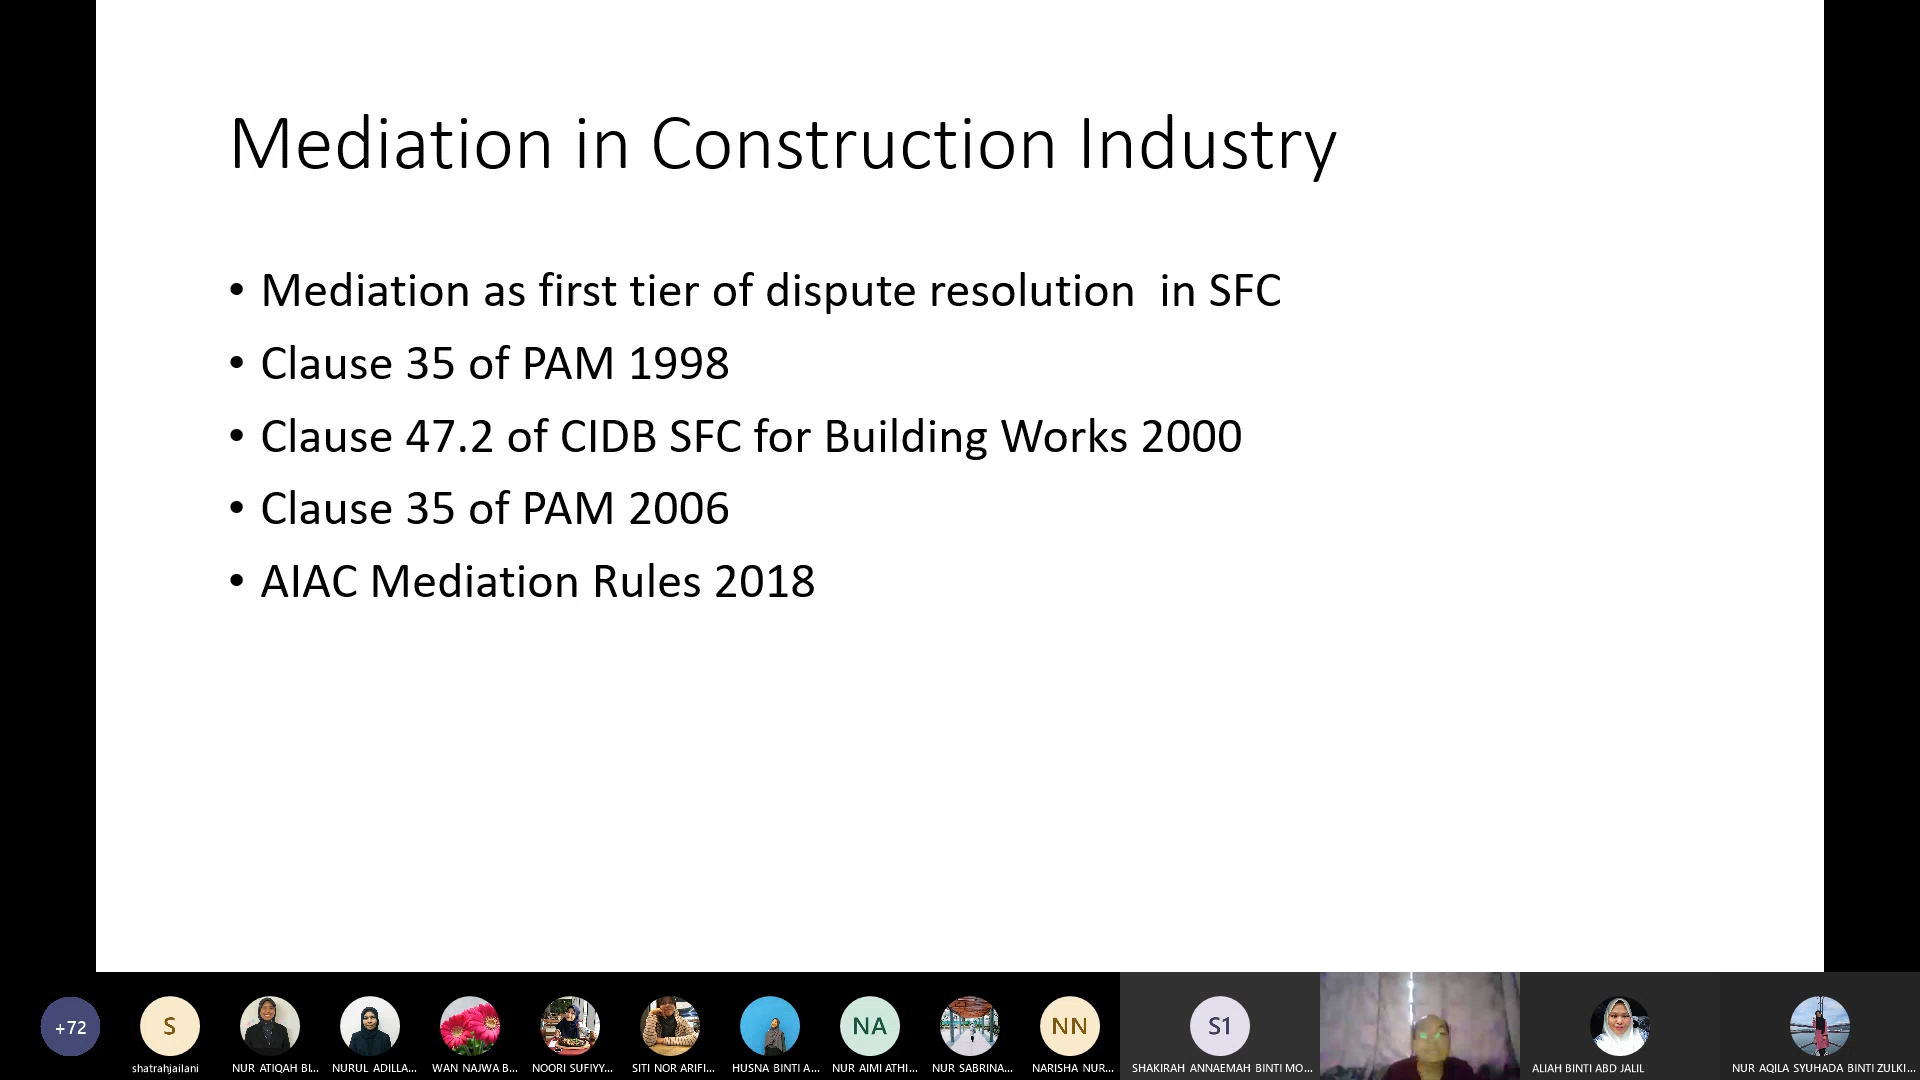 Mediation in Construction Industry
• Mediation as first tier of dispute resolution  in SFC
• Clause 35 of PAM 1998
• Clause 47.2 of CIDB SFC for Building Works 2000
• Clause 35 of PAM 2006
• AIAC Mediation Rules 2018
+72
S
NA
NN
S1
shatrahjailani
NUR ATIQAH BI...
NURUL ADILLA...
WAN NAJWA B...
NOORI SUFIYY...
SITI NOR ARIFI...
HUSNA BINTI A...
NUR AIMI ATHI...
NUR SABRINA...
NARISHA NUR...
SHAKIRAH ANNAEMAH BINTI MO...
ALIAH BINTI ABD JALIL
NUR AQILA SYUHADA BINTI ZULKI...